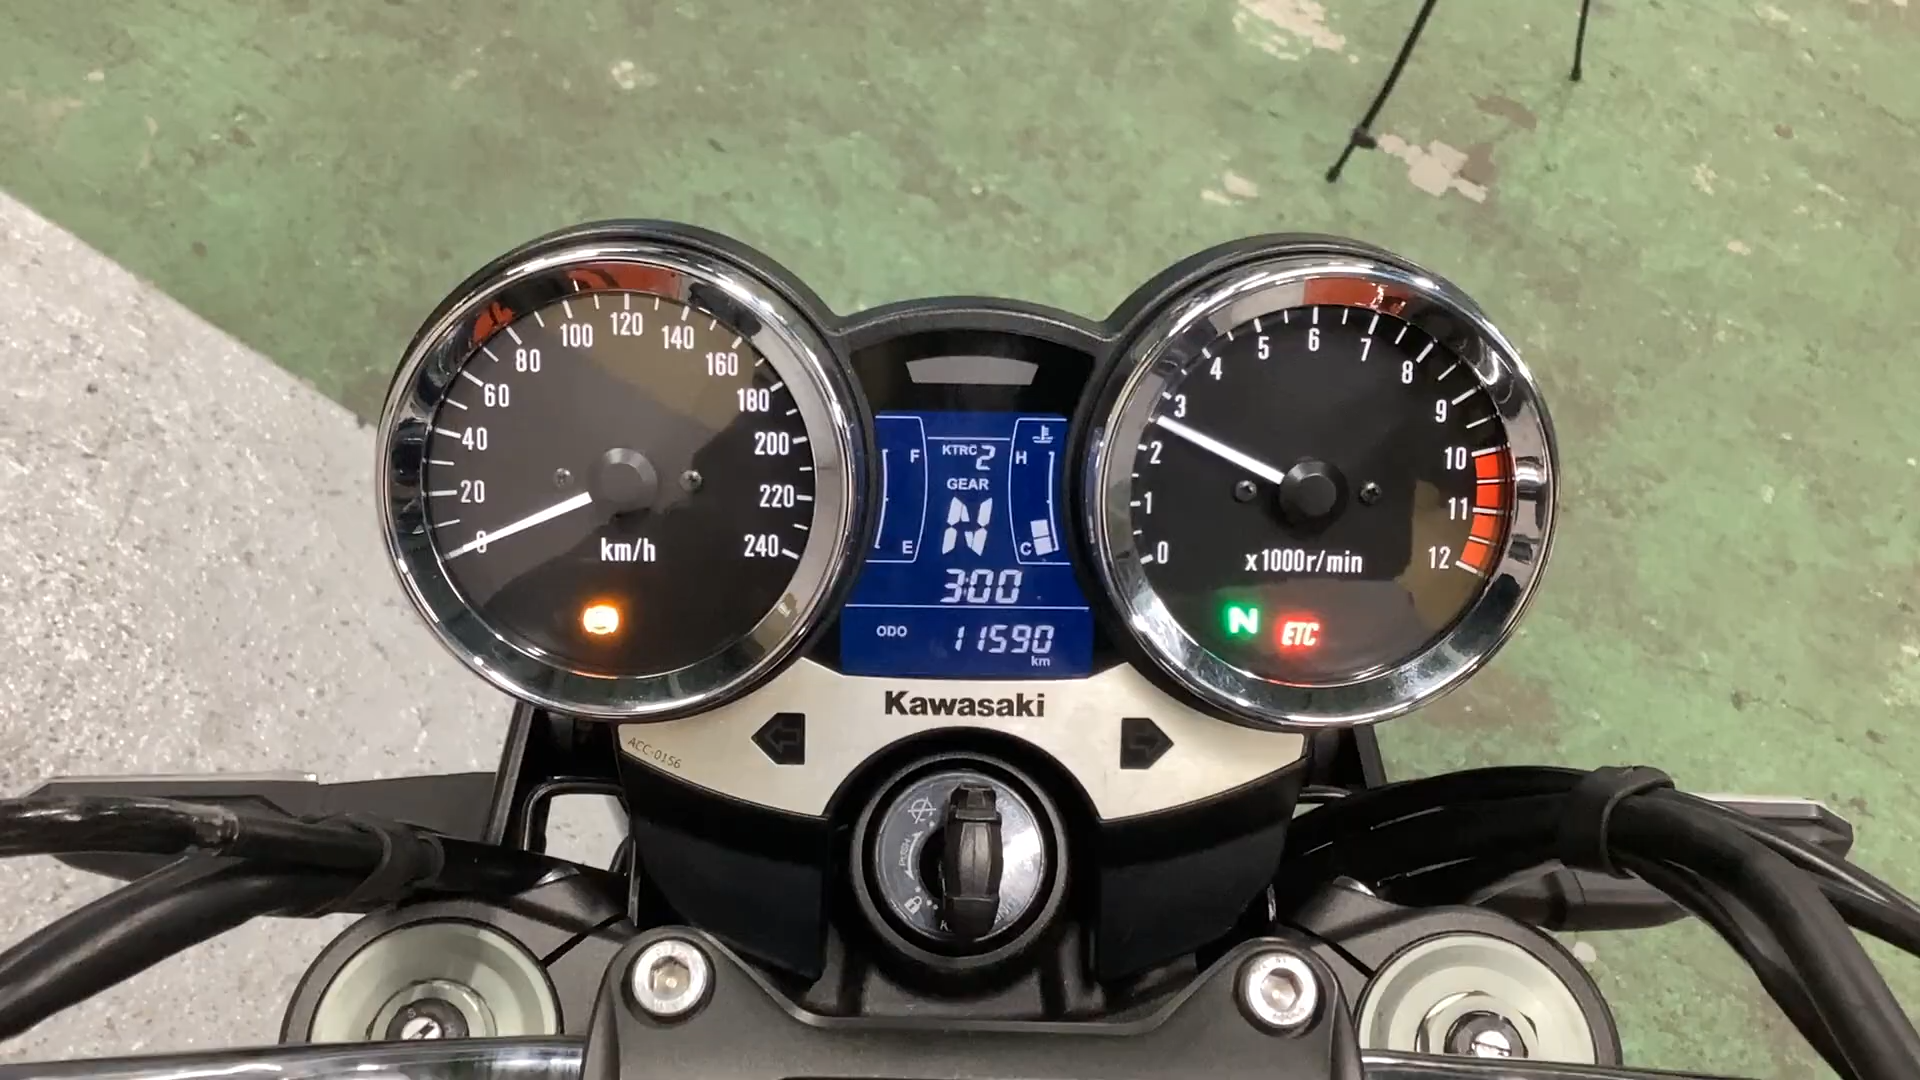 0
20
40
60
80
100
120
140
160
180
200
220
240
km/h
F
E
KTRC 2
GEAR
N
H
C
3:00
ODO 11590
km
0
1
2
3
4
5
6
7
8
9
10
11
12
x1000r/min
N ETC
Kawasaki
ACC-0156
PUSH